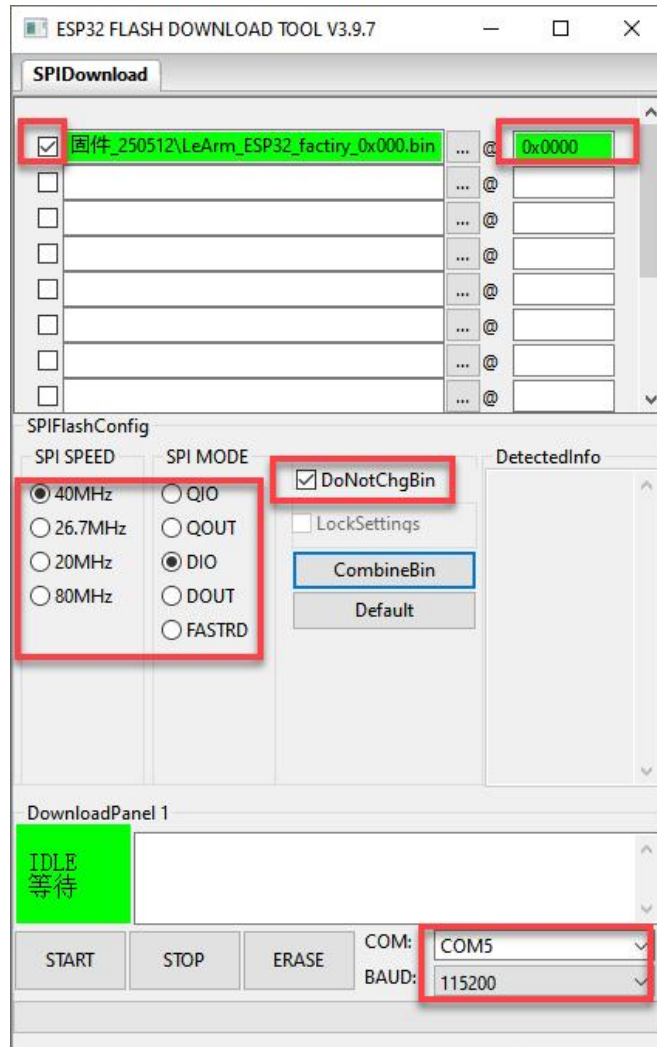 ESP32 FLASH DOWNLOAD TOOL V3.9.7
SPIDownload
固件_250512\LeArm_ESP32_factiry_0x000.bin ... @ 0x0000
... @
... @
... @
... @
... @
... @
... @
SPIFlashConfig
SPI SPEED
40MHz
26.7MHz
20MHz
80MHz
SPI MODE
QIO
QOUT
DIO
DOUT
FASTRD
DoNotChgBin
LockSettings
CombineBin
Default
DetectedInfo
DownloadPanel 1
IDLE
等待
START STOP ERASE
COM: COM5
BAUD: 115200